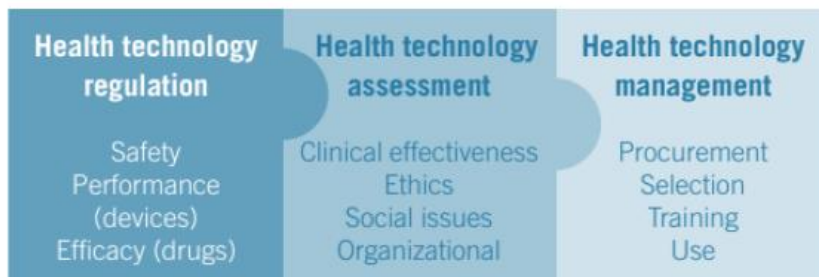 Health technology
regulation
Safety
Performance
(devices)
Efficacy (drugs)
Health technology
assessment
Clinical effectiveness
Ethics
Social issues
Organizational
Health technology
management
Procurement
Selection
Training
Use